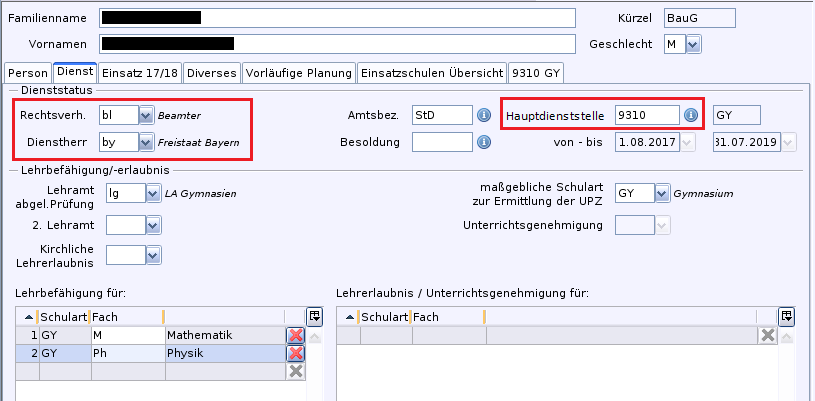 Familienname Kürzel BauG
Vornamen Geschlecht M
Person Dienst Einsatz 17/18 Diverses Vorläufige Planung Einsatzschulen Übersicht 9310 GY
Dienststatus
Rechtsverh. bl Beamter Amtsbez. StD Hauptdienststelle 9310 GY
Dienstherr by Freistaat Bayern Besoldung von - bis 1.08.2017 31.07.2019
Lehrbefähigung/-erlaubnis
Lehramt abgel.Prüfung lg LA Gymnasien maßgebliche Schulart zur Ermittlung der UPZ GY Gymnasium
2. Lehramt Unterrichtsgenehmigung
Kirchliche Lehrerlaubnis
Lehrbefähigung für: Lehrerlaubnis / Unterrichtsgenehmigung für:
Schulart Fach Schulart Fach
1 GY M Mathematik
2 GY Ph Physik